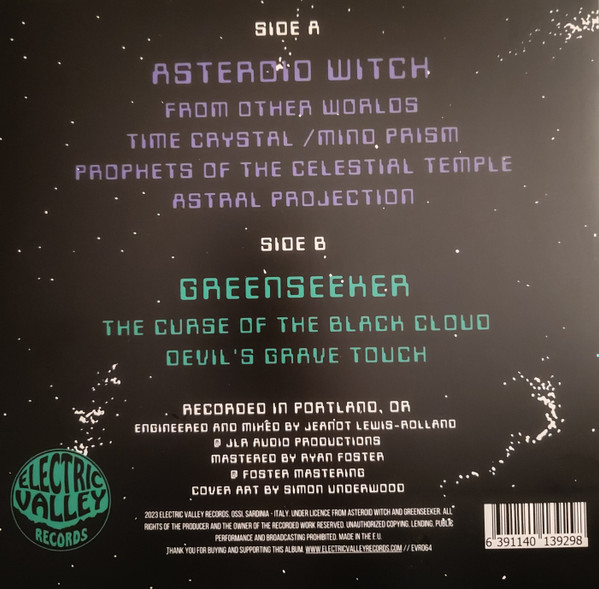 SIDE A
ASTEROID WITCH
FROM OTHER WORLDS
TIME CRYSTAL / MIND PRISM
PROPHETS OF THE CELESTIAL TEMPLE
ASTRAL PROJECTION
SIDE B
GREENSEEKER
THE CURSE OF THE BLACK CLOUD
DEVIL'S GRAVE TOUCH
RECORDED IN PORTLAND, OR
ENGINEERED AND MIXED BY JEANOT LEWIS-ROLLAND
@ JLR AUDIO PRODUCTIONS
MASTERED BY RYAN FOSTER
@ FOSTER MASTERING
COVER ART BY SIMON UNDERWOOD
ELECTRIC
VALLEY
RECORDS
2023 ELECTRIC VALLEY RECORDS. OSSI, SARDINIA - ITALY. UNDER LICENCE FROM ASTEROID WITCH AND GREENSEEKER. ALL
RIGHTS OF THE PRODUCER AND THE OWNER OF THE RECORDED WORK RESERVED. UNAUTHORIZED COPYING, LENDING, PUBLIC
PERFORMANCE AND BROADCASTING PROHIBITED. MADE IN THE E.U.
THANK YOU FOR BUYING AND SUPPORTING THIS ALBUM. WWW.ELECTRICVALLEYRECORDS.COM // EVR064
6 391140 139298